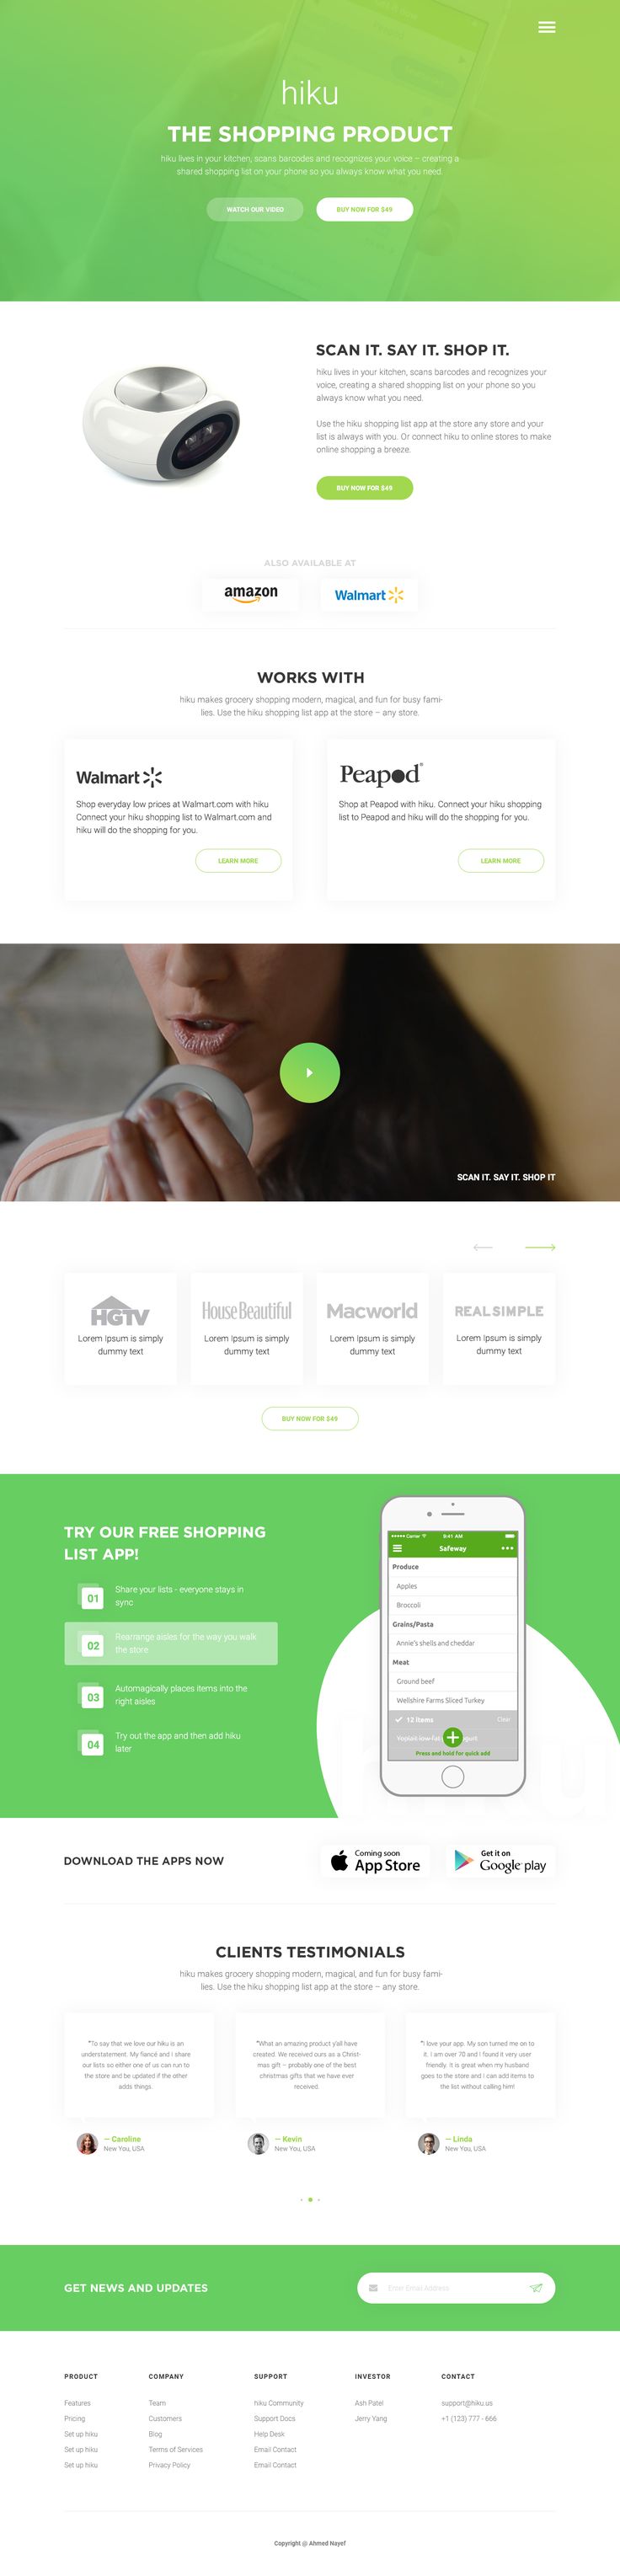 hiku
THE SHOPPING PRODUCT
hiku lives in your kitchen, scans barcodes and recognizes your voice – creating a
shared shopping list on your phone so you always know what you need.
WATCH OUR VIDEO
BUY NOW FOR $49
SCAN IT. SAY IT. SHOP IT.
hiku lives in your kitchen, scans barcodes and recognizes your
voice, creating a shared shopping list on your phone so you
always know what you need.
Use the hiku shopping list app at the store any store and your
list is always with you. Or connect hiku to online stores to make
online shopping a breeze.
BUY NOW FOR $49
ALSO AVAILABLE AT
amazon
Walmart
WORKS WITH
hiku makes grocery shopping modern, magical, and fun for busy fami-
lies. Use the hiku shopping list app at the store – any store.
Walmart
Shop everyday low prices at Walmart.com with hiku
Connect your hiku shopping list to Walmart.com and
hiku will do the shopping for you.
LEARN MORE
Peapod®
Shop at Peapod with hiku. Connect your hiku shopping
list to Peapod and hiku will do the shopping for you.
LEARN MORE
SCAN IT. SAY IT. SHOP IT
HGTV
Lorem Ipsum is simply
dummy text
House Beautiful
Lorem Ipsum is simply
dummy text
Macworld
Lorem Ipsum is simply
dummy text
REAL SIMPLE
Lorem Ipsum is simply
dummy text
BUY NOW FOR $49
TRY OUR FREE SHOPPING
LIST APP!
01
Share your lists - everyone stays in
sync
02
Rearrange aisles for the way you walk
the store
03
Automagically places items into the
right aisles
04
Try out the app and then add hiku
later
Carrier
9:41 AM
Safeway
Produce
Apples
Broccoli
Grains/Pasta
Annie's shells and cheddar
Meat
Ground beef
Wellshire Farms Sliced Turkey
12 Items
Clear
Press and hold for quick add
DOWNLOAD THE APPS NOW
Coming soon
App Store
Get it on
Google play
CLIENTS TESTIMONIALS
hiku makes grocery shopping modern, magical, and fun for busy fami-
lies. Use the hiku shopping list app at the store – any store.
"To say that we love our hiku is an
understatement. My fiancé and I share
our lists so either one of us can run to
the store and be updated if the other
adds things.
— Caroline
New You, USA
"What an amazing product y'all have
created. We received ours as a Christ-
mas gift – probably one of the best
christmas gifts that we have ever
received.
— Kevin
New You, USA
"I love your app. My son turned me on to
it. I am over 70 and I found it very user
friendly. It is great when my husband
goes to the store and I can add items to
the list without calling him!
— Linda
New You, USA
GET NEWS AND UPDATES
Enter Email Address
PRODUCT
Features
Pricing
Set up hiku
Set up hiku
Set up hiku
COMPANY
Team
Customers
Blog
Terms of Services
Privacy Policy
SUPPORT
hiku Community
Support Docs
Help Desk
Email Contact
Email Contact
INVESTOR
Ash Patel
Jerry Yang
CONTACT
support@hiku.us
+1 (123) 777 - 666
Copyright @ Ahmed Nayef